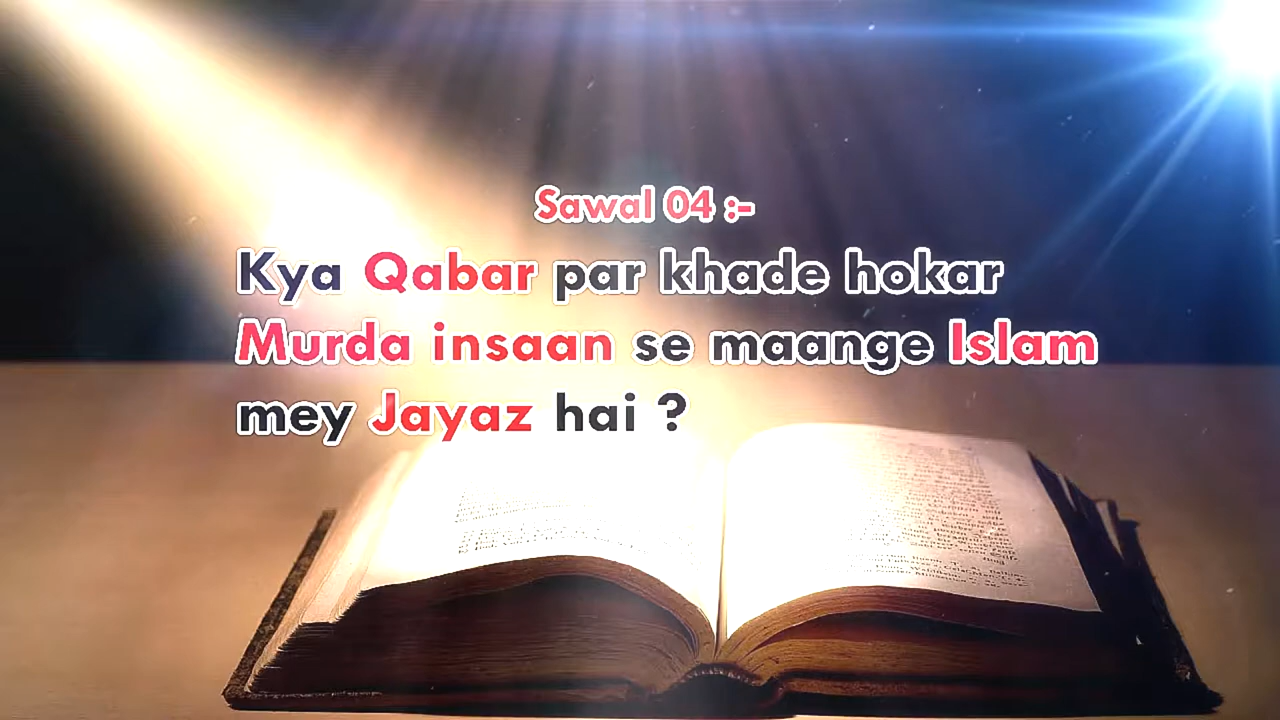 Sawal 04 :-
Kya Qabar par khade hokar
Murda insaan se maange Islam
mey Jayaz hai ?